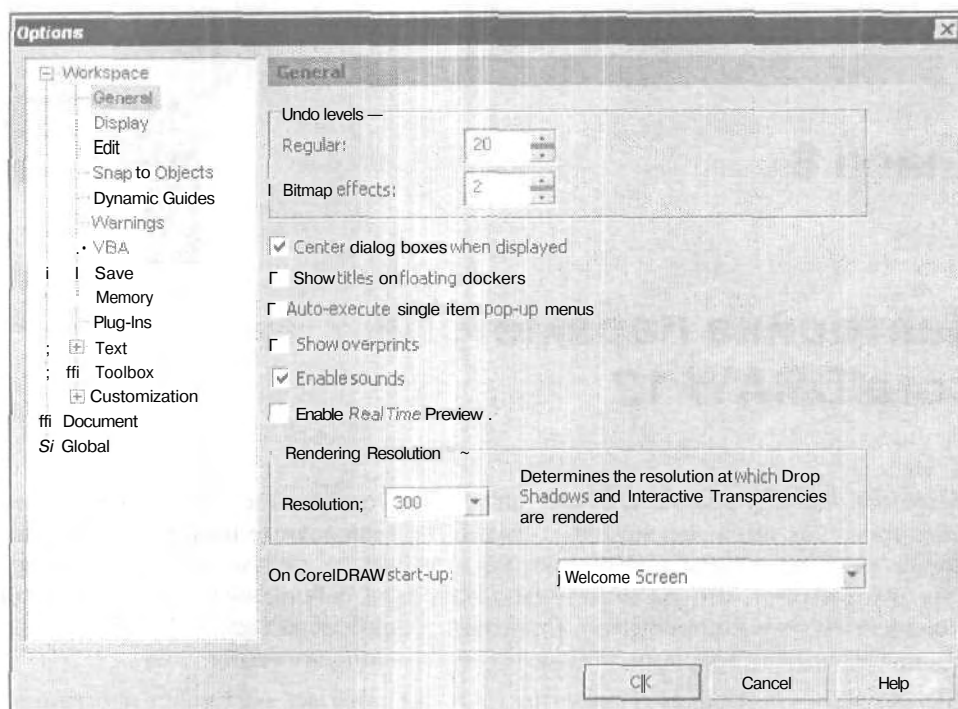 Options
Workspace
General
Display
Edit
Snap to Objects
Dynamic Guides
Warnings
VBA
Save
Memory
Plug-Ins
Text
Toolbox
Customization
Document
Global
General
Undo levels
Regular: 20
Bitmap effects: 2
Center dialog boxes when displayed
Show titles on floating dockers
Auto-execute single item pop-up menus
Show overprints
Enable sounds
Enable Real Time Preview .
Rendering Resolution
Resolution; 300
Determines the resolution at which Drop
Shadows and Interactive Transparencies
are rendered
On CorelDRAW start-up: Welcome Screen
Cancel
Help